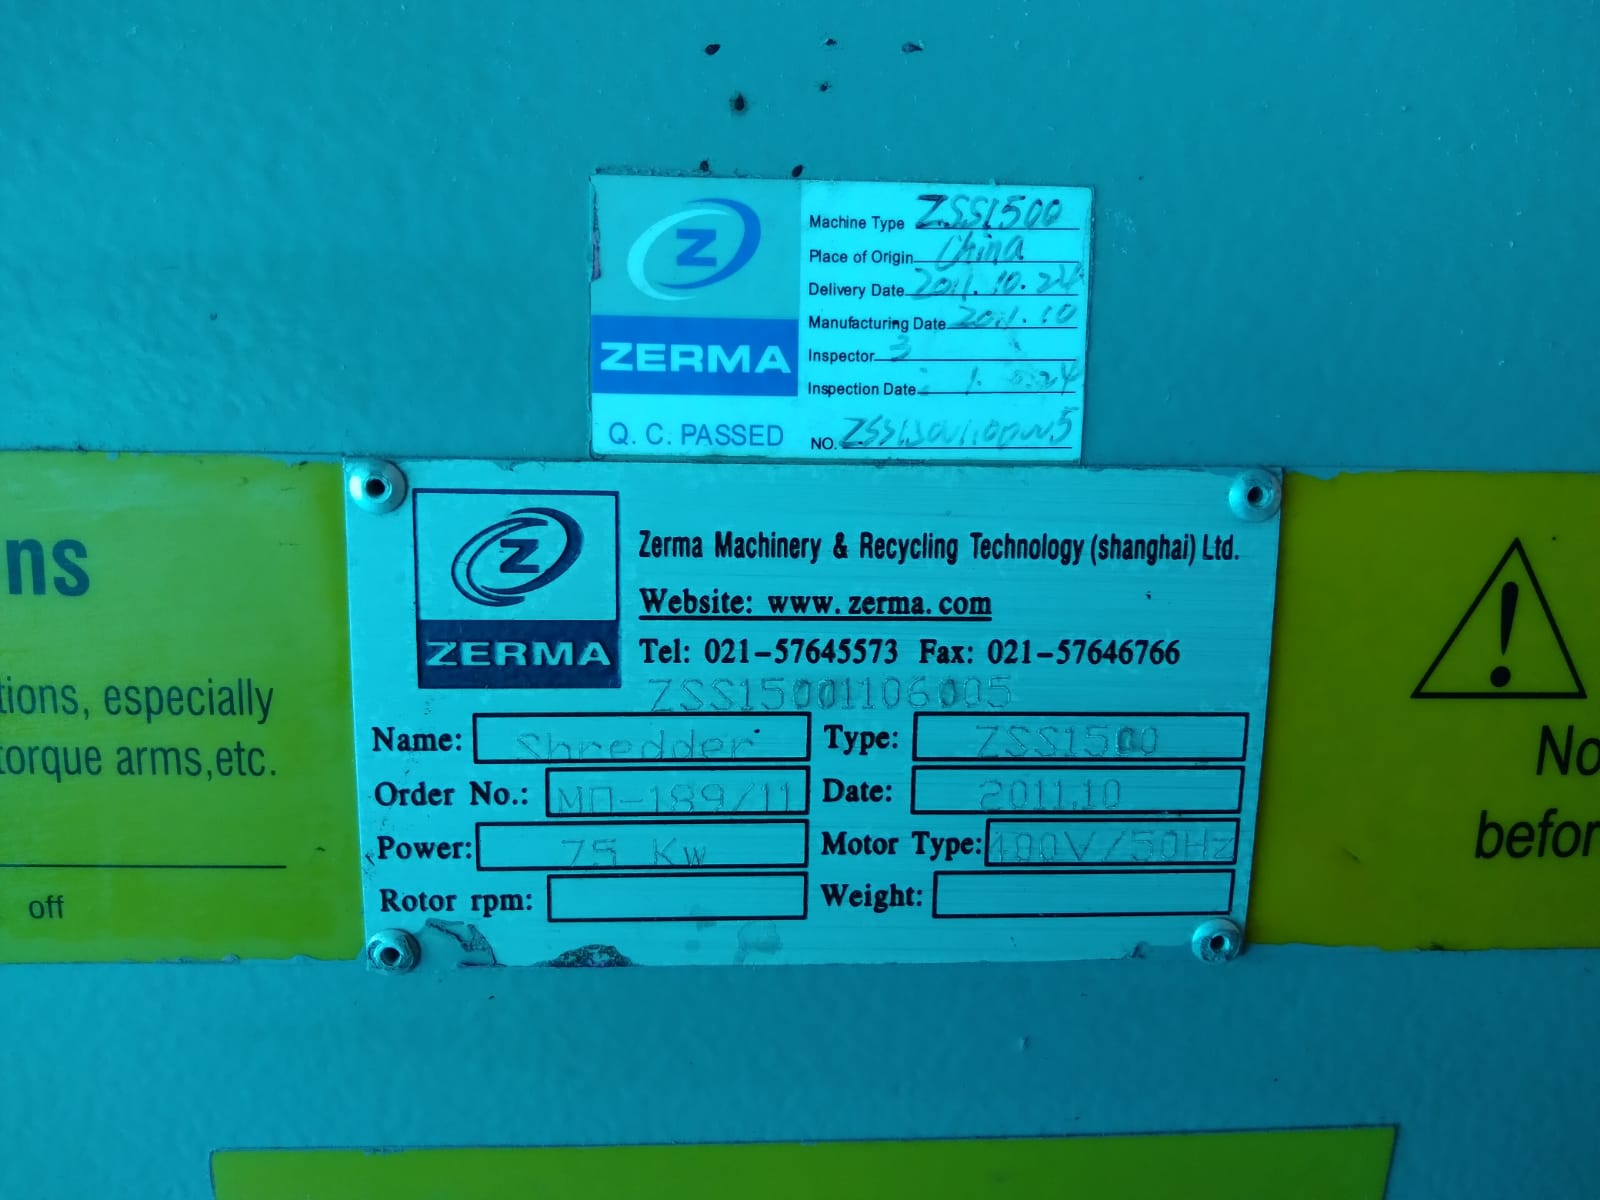 Z
ZERMA
Q. C. PASSED
Machine Type ZSS1500
Place of Origin China
Delivery Date 2011.10.24
Manufacturing Date 2011.10
Inspector 3
Inspection Date
NO.
Z
ZERMA
Zerma Machinery & Recycling Technology (shanghai) Ltd.
Website: www.zerma.com
Tel: 021-57645573 Fax: 021-57646766
ZSS15001106005
Name: Shredder Type: ZSS1500
Order No.: MП-189/11 Date: 2011.10
Power: 75 Kw Motor Type: 400V/50Hz
Rotor rpm: Weight:
ns
tions, especially
torque arms,etc.
off
No
befor